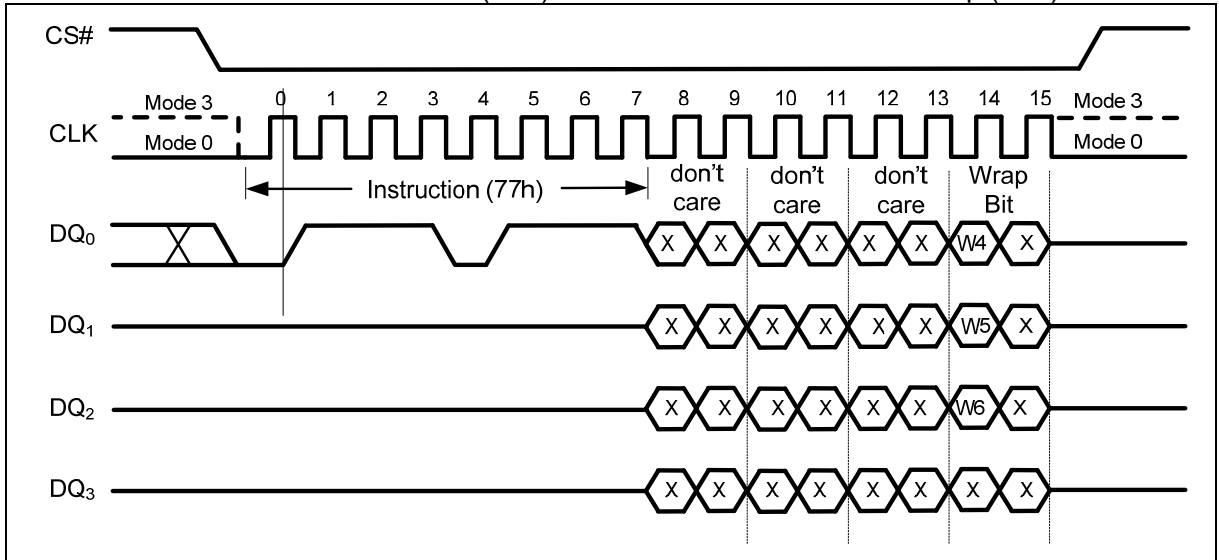 CS#
Mode 3
0 1 2 3 4 5 6 7 8 9 10 11 12 13 14 15
Mode 3
CLK
Mode 0
Mode 0
Instruction (77h)
don't care
don't care
don't care
Wrap Bit
DQ0
X X X X X X W4 X
DQ1
X X X X X X W5 X
DQ2
X X X X X X W6 X
DQ3
X X X X X X X X